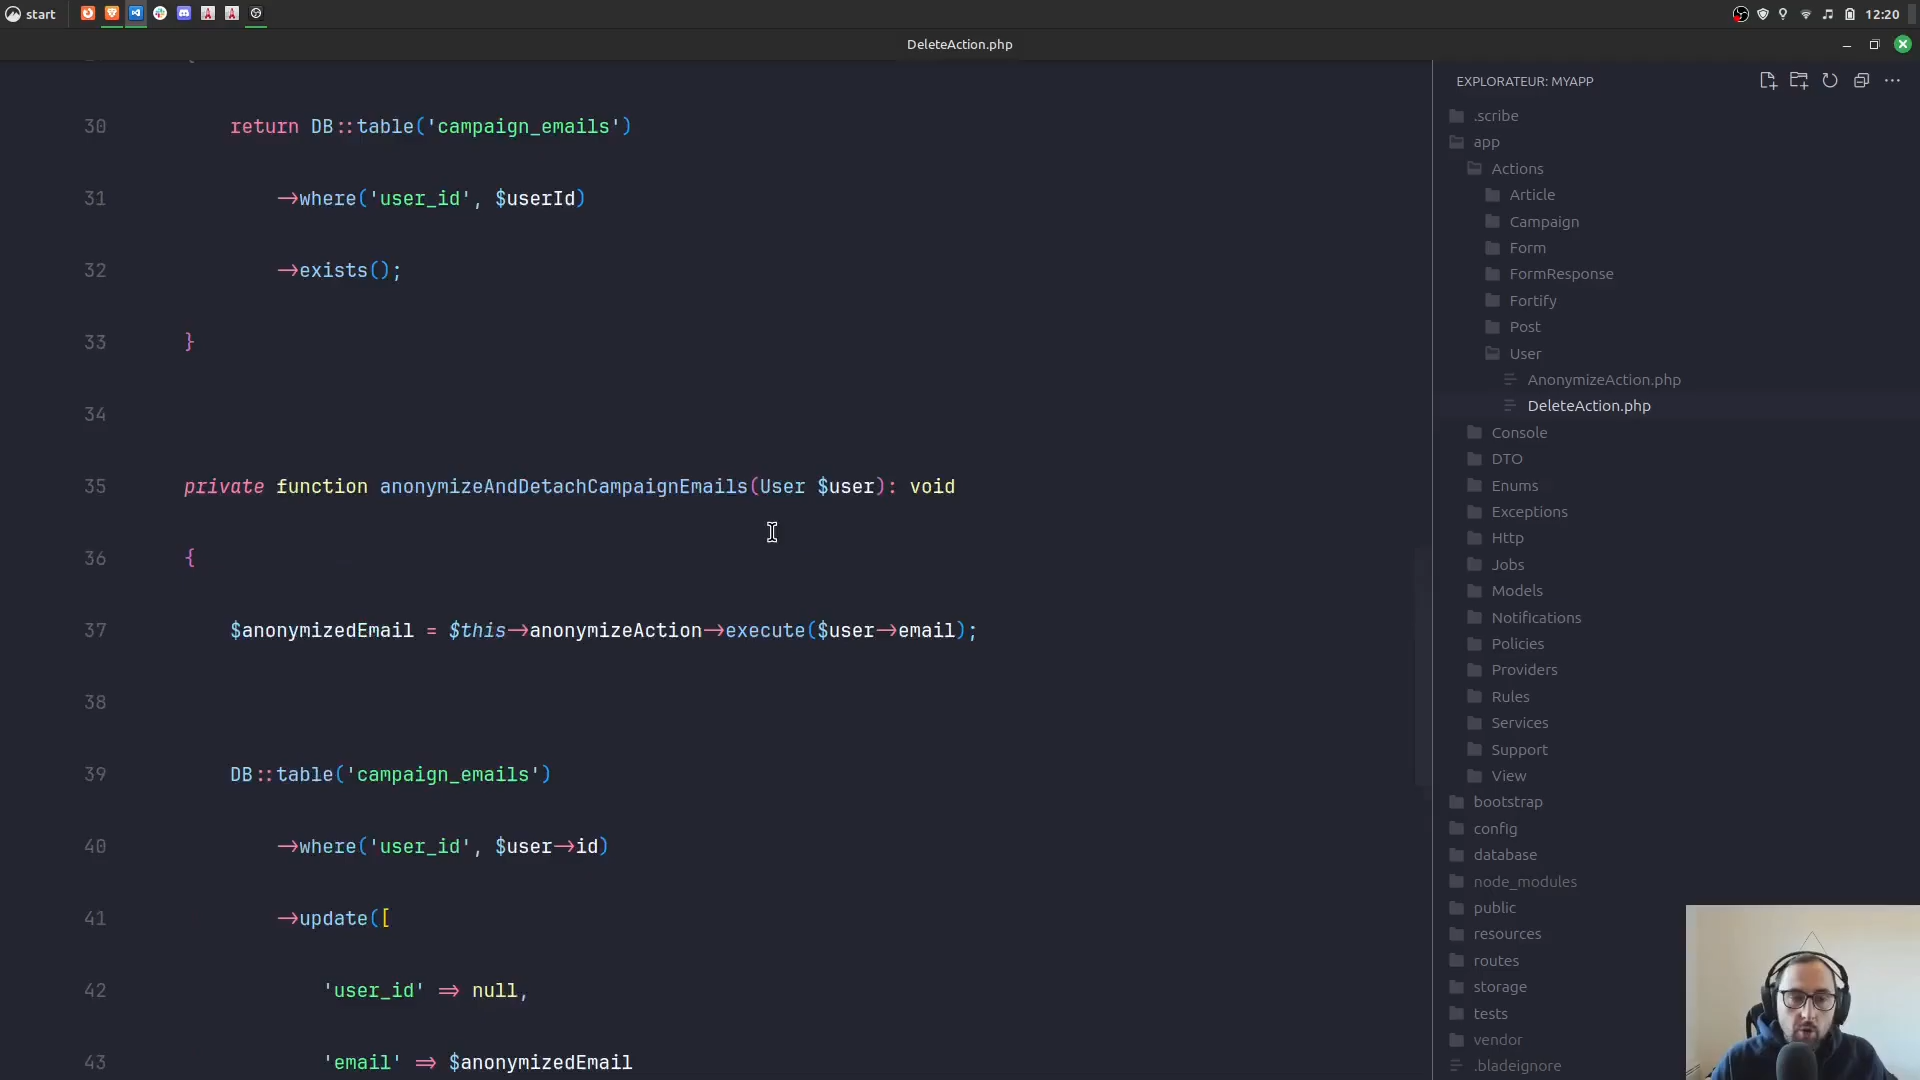 start
12:20
DeleteAction.php
30 return DB::table('campaign_emails')
31 ->where('user_id', $userId)
32 ->exists();
33 }
34
35 private function anonymizeAndDetachCampaignEmails(User $user): void
36 {
37 $anonymizedEmail = $this->anonymizeAction->execute($user->email);
38
39 DB::table('campaign_emails')
40 ->where('user_id', $user->id)
41 ->update([
42 'user_id' => null,
43 'email' => $anonymizedEmail
EXPLORATEUR: MYAPP
.scribe
app
Actions
Article
Campaign
Form
FormResponse
Fortify
Post
User
AnonymizeAction.php
DeleteAction.php
Console
DTO
Enums
Exceptions
Http
Jobs
Models
Notifications
Policies
Providers
Rules
Services
Support
View
bootstrap
config
database
node_modules
public
resources
routes
storage
tests
vendor
.bladeignore